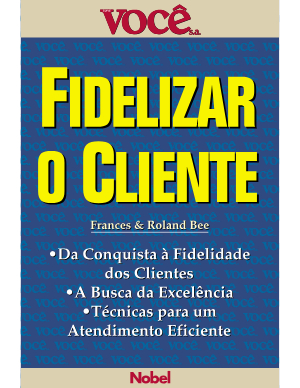 VOCÊ s.a.
FIDELIZAR
O CLIENTE
Frances & Roland Bee
•Da Conquista à Fidelidade
dos Clientes
•A Busca da Excelência
•Técnicas para um
Atendimento Eficiente
Nobel